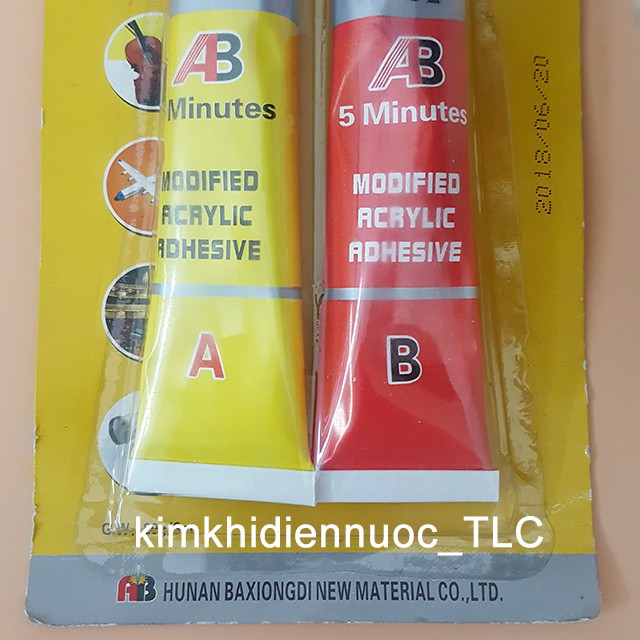 AB
Minutes
MODIFIED
ACRYLIC
ADHESIVE
A
AB
5 Minutes
MODIFIED
ACRYLIC
ADHESIVE
B
2018/06/20
kimkhidiennuoc_TLC
AB HUNAN BAXIONGDI NEW MATERIAL CO.,LTD.